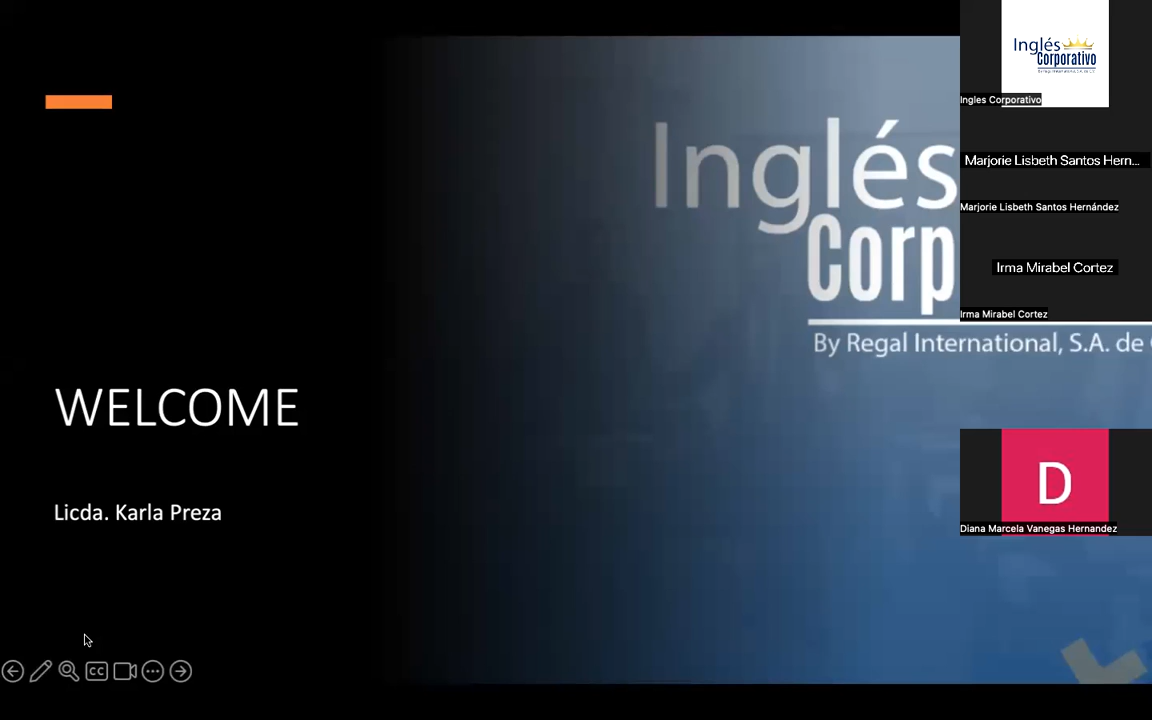 Inglés
Corp
By Regal International, S.A. de
WELCOME
Licda. Karla Preza
CC
Inglés
Corporativo
Ingles Corporativo
Marjorie Lisbeth Santos Hern...
Marjorie Lisbeth Santos Hernández
Irma Mirabel Cortez
Irma Mirabel Cortez
D
Diana Marcela Vanegas Hernandez